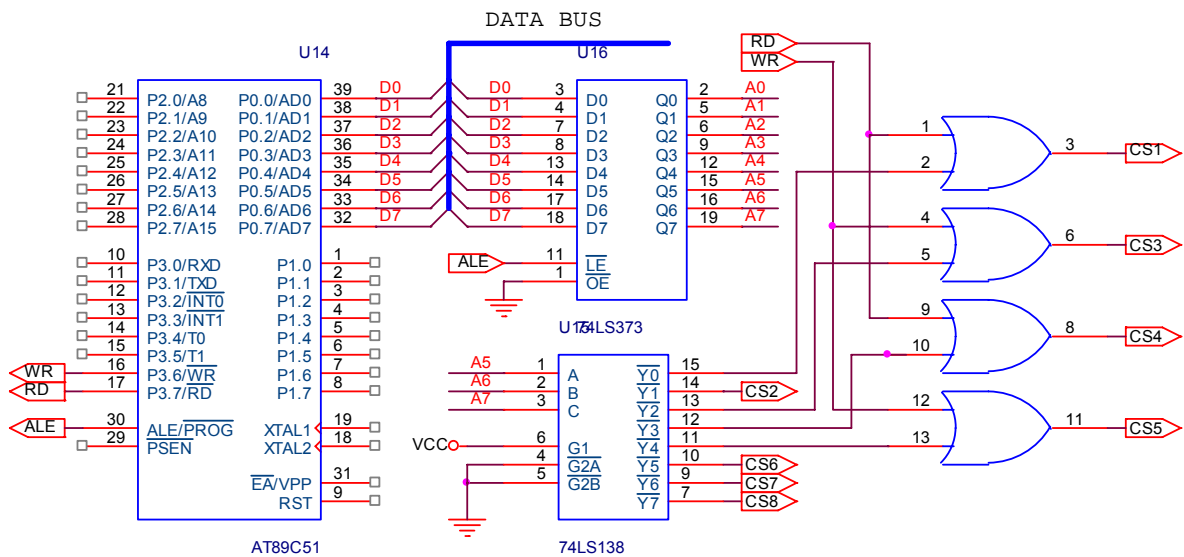 DATA BUS
U14
21 P2.0/A8 P0.0/AD0 39 D0
22 P2.1/A9 P0.1/AD1 38 D1
23 P2.2/A10 P0.2/AD2 37 D2
24 P2.3/A11 P0.3/AD3 36 D3
25 P2.4/A12 P0.4/AD4 35 D4
26 P2.5/A13 P0.5/AD5 34 D5
27 P2.6/A14 P0.6/AD6 33 D6
28 P2.7/A15 P0.7/AD7 32 D7
10 P3.0/RXD P1.0 1
11 P3.1/TXD P1.1 2
12 P3.2/INT0 P1.2 3
13 P3.3/INT1 P1.3 4
14 P3.4/T0 P1.4 5
15 P3.5/T1 P1.5 6
WR 16 P3.6/WR P1.6 7
RD 17 P3.7/RD P1.7 8
ALE 30 ALE/PROG XTAL1 19
29 PSEN XTAL2 18
EA/VPP 31
RST 9
AT89C51
U16
D0 3 D0 Q0 2 A0
D1 4 D1 Q1 5 A1
D2 7 D2 Q2 6 A2
D3 8 D3 Q3 9 A3
D4 13 D4 Q4 12 A4
D5 14 D5 Q5 15 A5
D6 17 D6 Q6 16 A6
D7 18 D7 Q7 19 A7
ALE 11 LE
1 OE
74LS373
U15
A5 1 A Y0 15
A6 2 B Y1 14 CS2
A7 3 C Y2 13
Y3 12
VCC 6 G1 Y4 11
4 G2A Y5 10 CS6
5 G2B Y6 9 CS7
Y7 7 CS8
74LS138
RD
WR
1
2
3 CS1
4
5
6 CS3
9
10
8 CS4
12
13
11 CS5